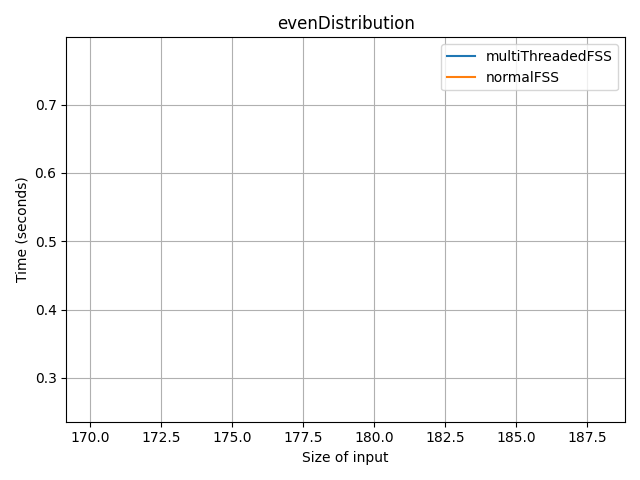 evenDistribution
multiThreadedFSS
normalFSS
0.7
0.6
0.5
0.4
0.3
Time (seconds)
170.0 172.5 175.0 177.5 180.0 182.5 185.0 187.5
Size of input